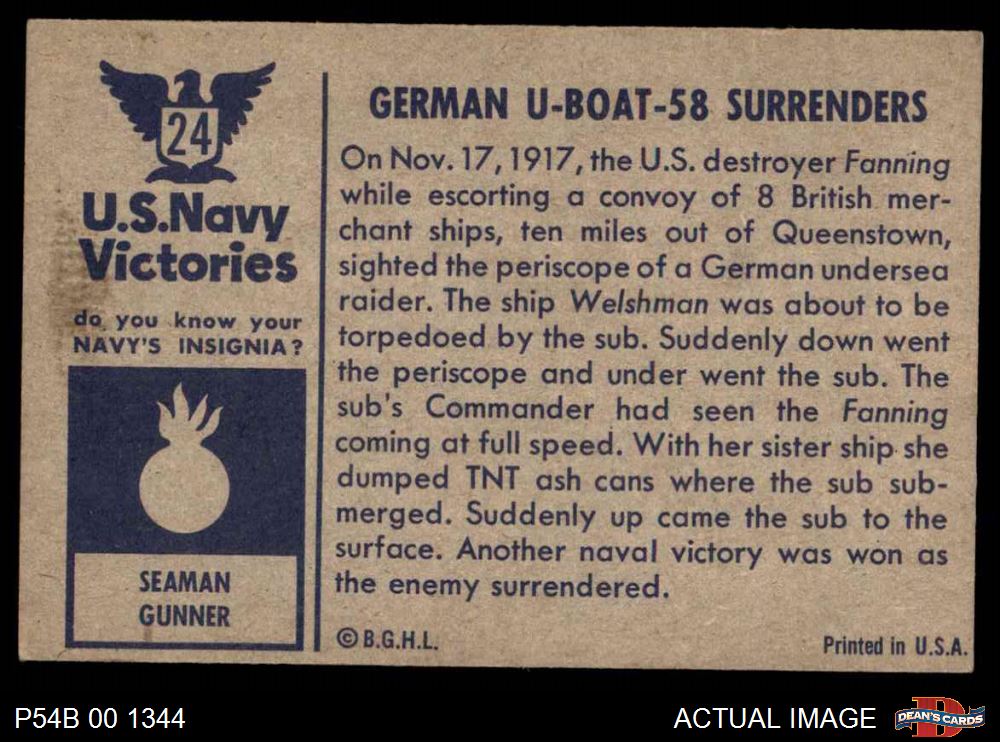 24
U.S.Navy
Victories
do you know your
NAVY'S INSIGNIA?
SEAMAN
GUNNER
GERMAN U-BOAT-58 SURRENDERS
On Nov. 17, 1917, the U.S. destroyer Fanning
while escorting a convoy of 8 British mer-
chant ships, ten miles out of Queenstown,
sighted the periscope of a German undersea
raider. The ship Welshman was about to be
torpedoed by the sub. Suddenly down went
the periscope and under went the sub. The
sub's Commander had seen the Fanning
coming at full speed. With her sister ship she
dumped TNT ash cans where the sub sub-
merged. Suddenly up came the sub to the
surface. Another naval victory was won as
the enemy surrendered.
© B.G.H.L.
Printed in U.S.A.
P54B 00 1344
ACTUAL IMAGE
D
DEAN'S CARDS